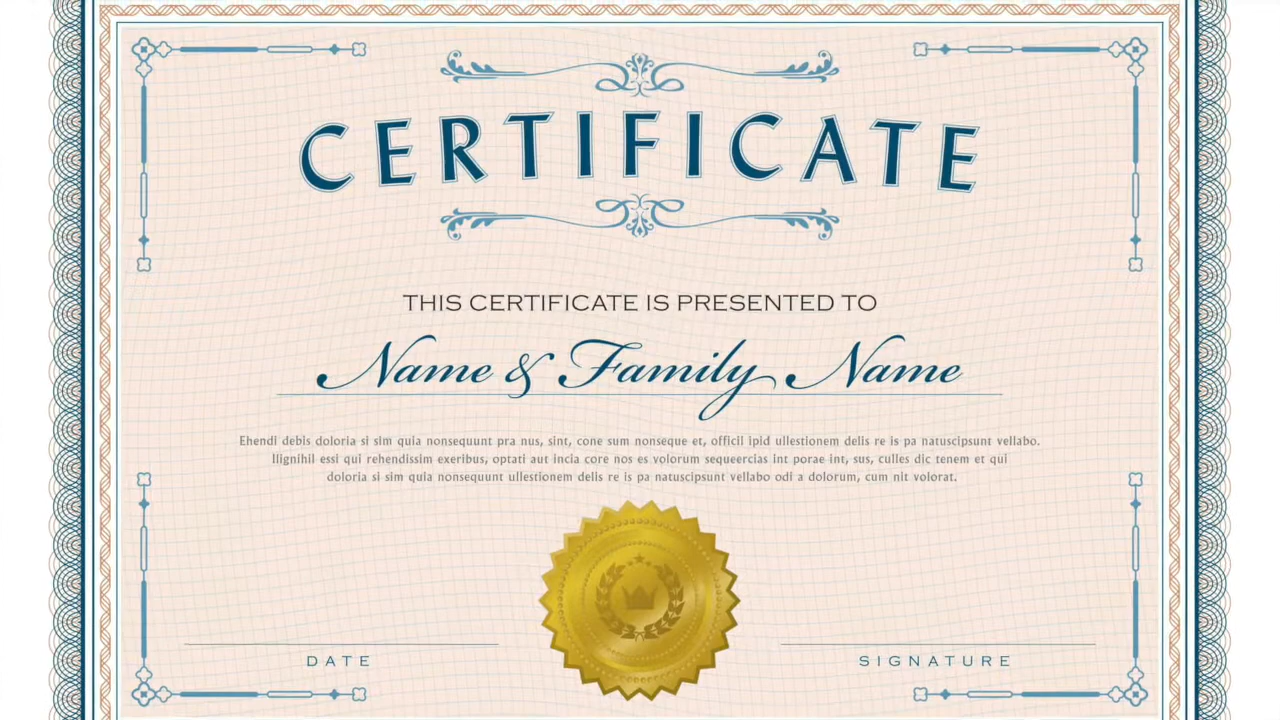 CERTIFICATE
THIS CERTIFICATE IS PRESENTED TO
Name & Family Name
Ehendi debis doloria si sim quia nonsequunt pra nus, sint, cone sum nonseque et, officil ipid ullestionem delis re is pa natuscipsunt vellabo.
Ilignihil essi qui rehendissim exeribus, optati aut incia core nos es volorum sequeercias int porae int, sus, culles dic tenem et qui
doloria si sim quia nonsequunt ullestionem delis re is pa natuscipsunt vellabo odi a dolorum, cum nit volorat.
DATE
SIGNATURE